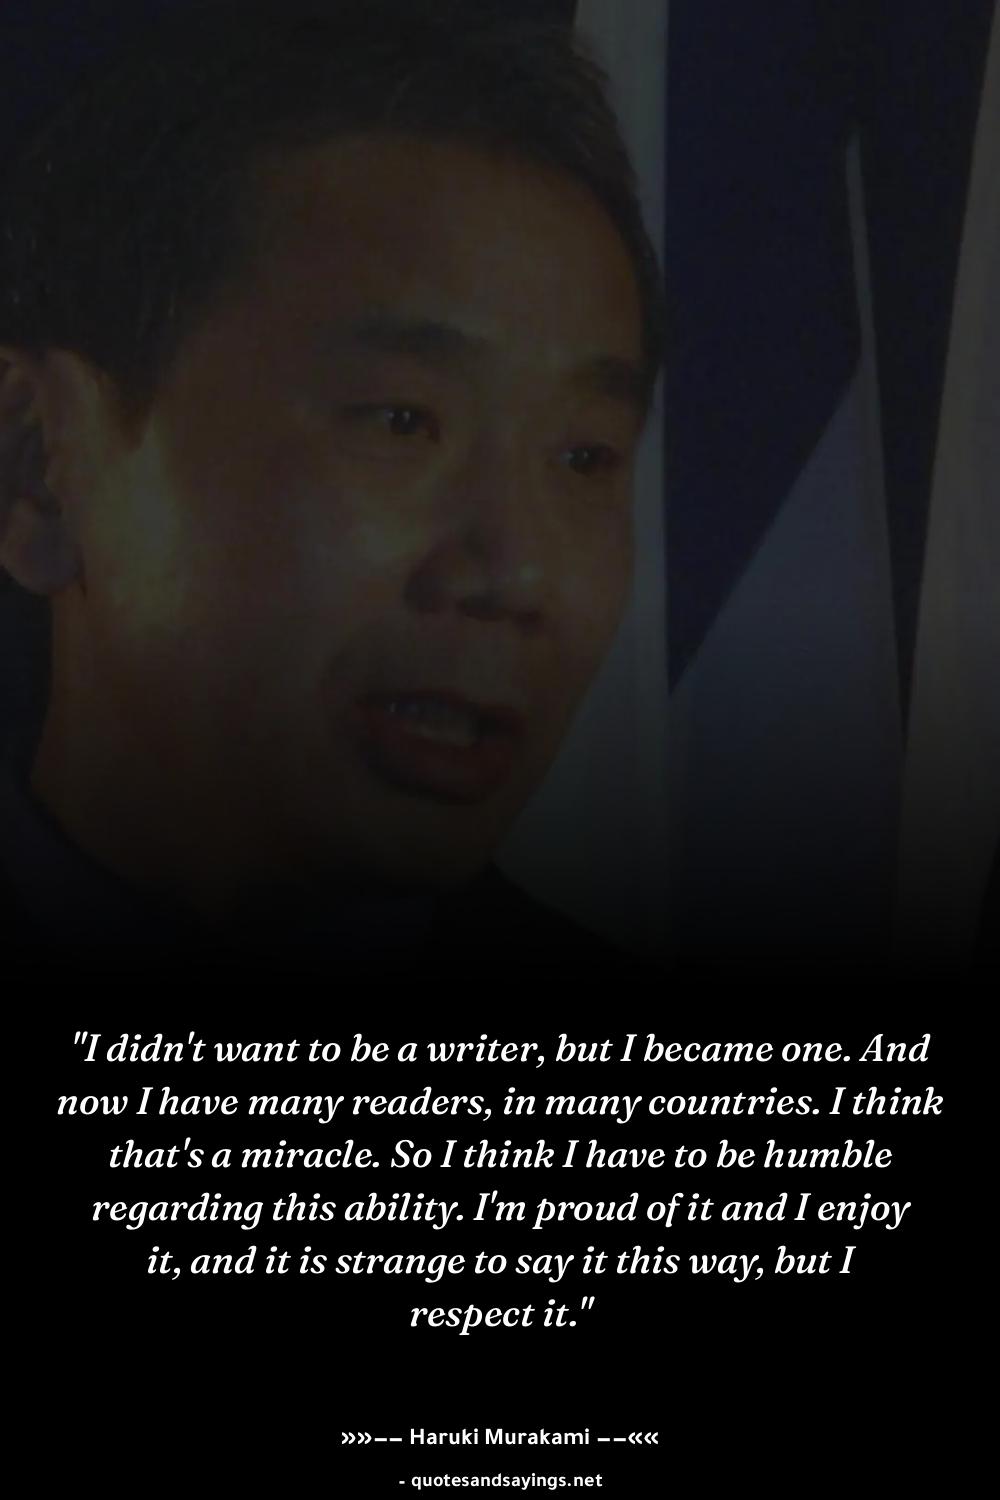 "I didn't want to be a writer, but I became one. And
now I have many readers, in many countries. I think
that's a miracle. So I think I have to be humble
regarding this ability. I'm proud of it and I enjoy
it, and it is strange to say it this way, but I
respect it."
»»–– Haruki Murakami ––««
- quotesandsayings.net